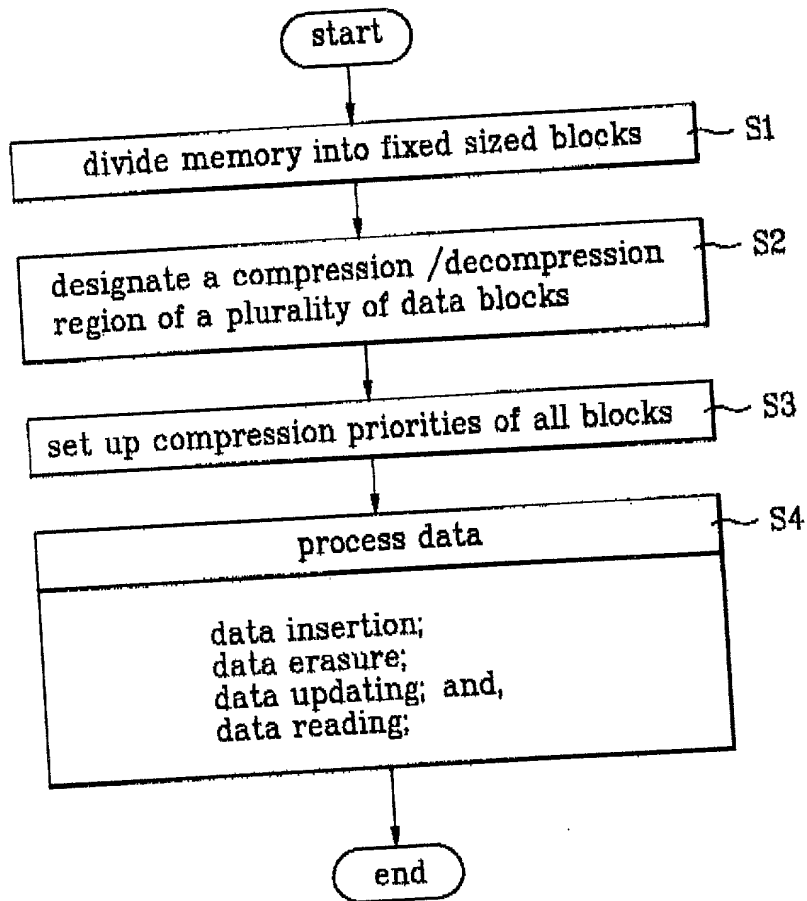 start
divide memory into fixed sized blocks
S1
designate a compression /decompression
region of a plurality of data blocks
S2
set up compression priorities of all blocks
S3
process data
S4
data insertion;
data erasure;
data updating; and,
data reading;
end